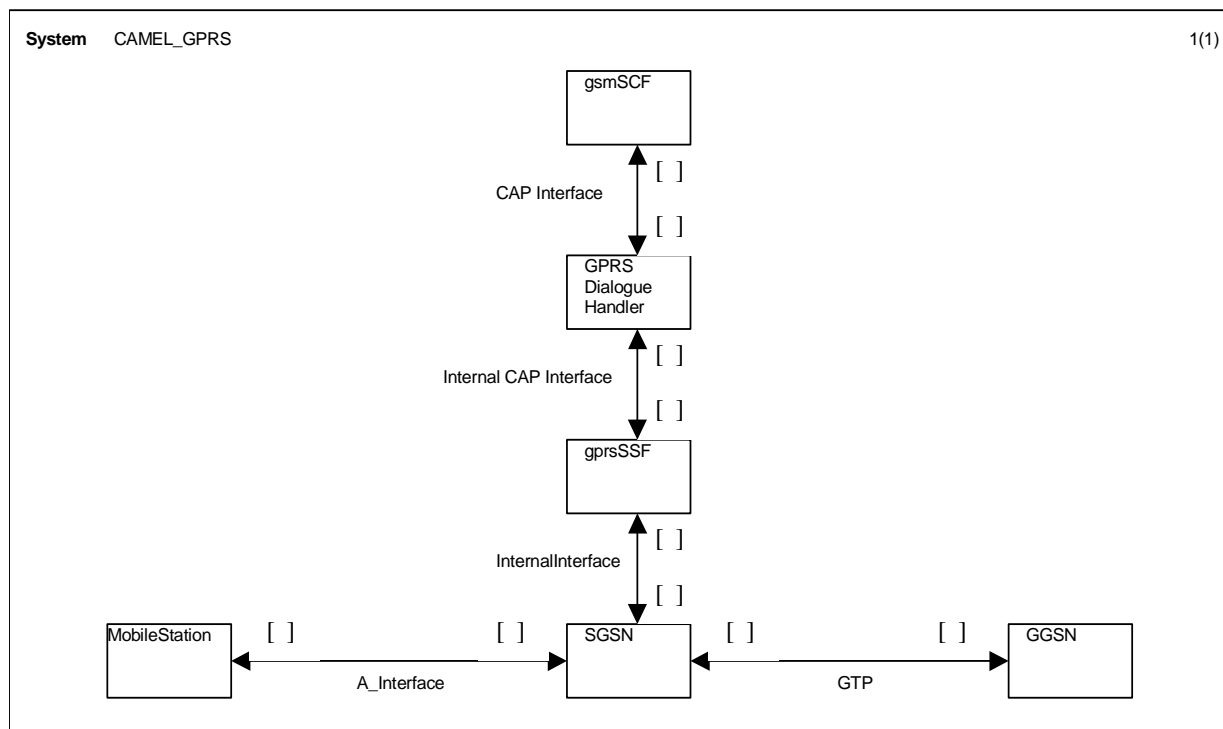 System CAMEL_GPRS 1(1)
gsmSCF
[ ]
CAP Interface
[ ]
GPRS
Dialogue
Handler
[ ]
Internal CAP Interface
[ ]
gprsSSF
[ ]
InternalInterface
[ ]
MobileStation [ ] [ ] SGSN [ ] [ ] GGSN
A_Interface GTP